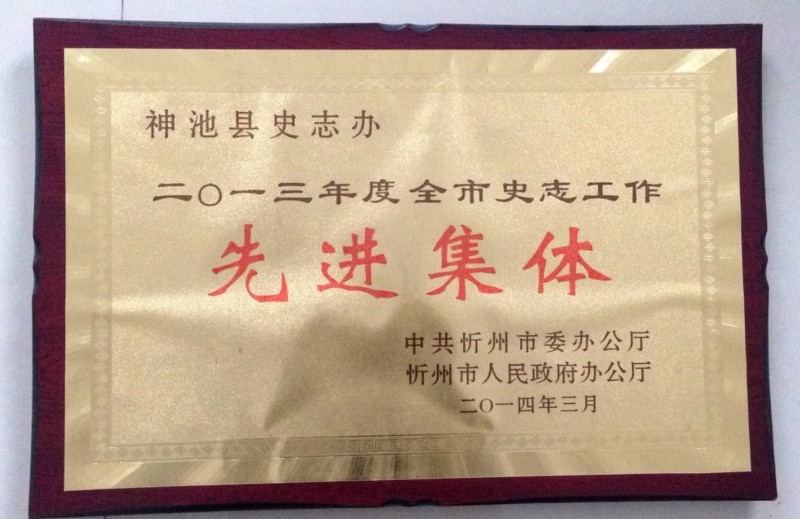 神池县史志办
二〇一三年度全市史志工作
先进集体
中共忻州市委办公厅
忻州市人民政府办公厅
二〇一四年三月